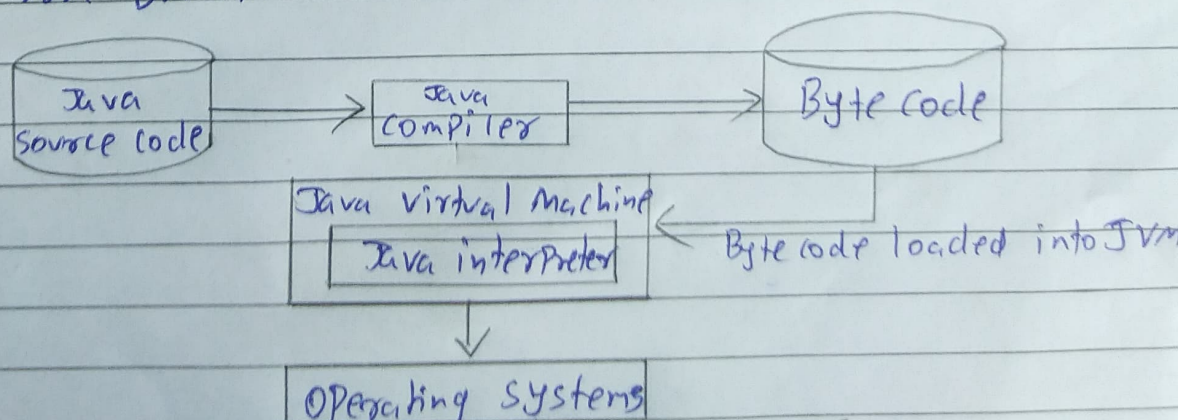 Java
source code
Java
compiler
Byte code
Java virtual Machine
Java interpreter
Byte code loaded into JVM
Operating systems